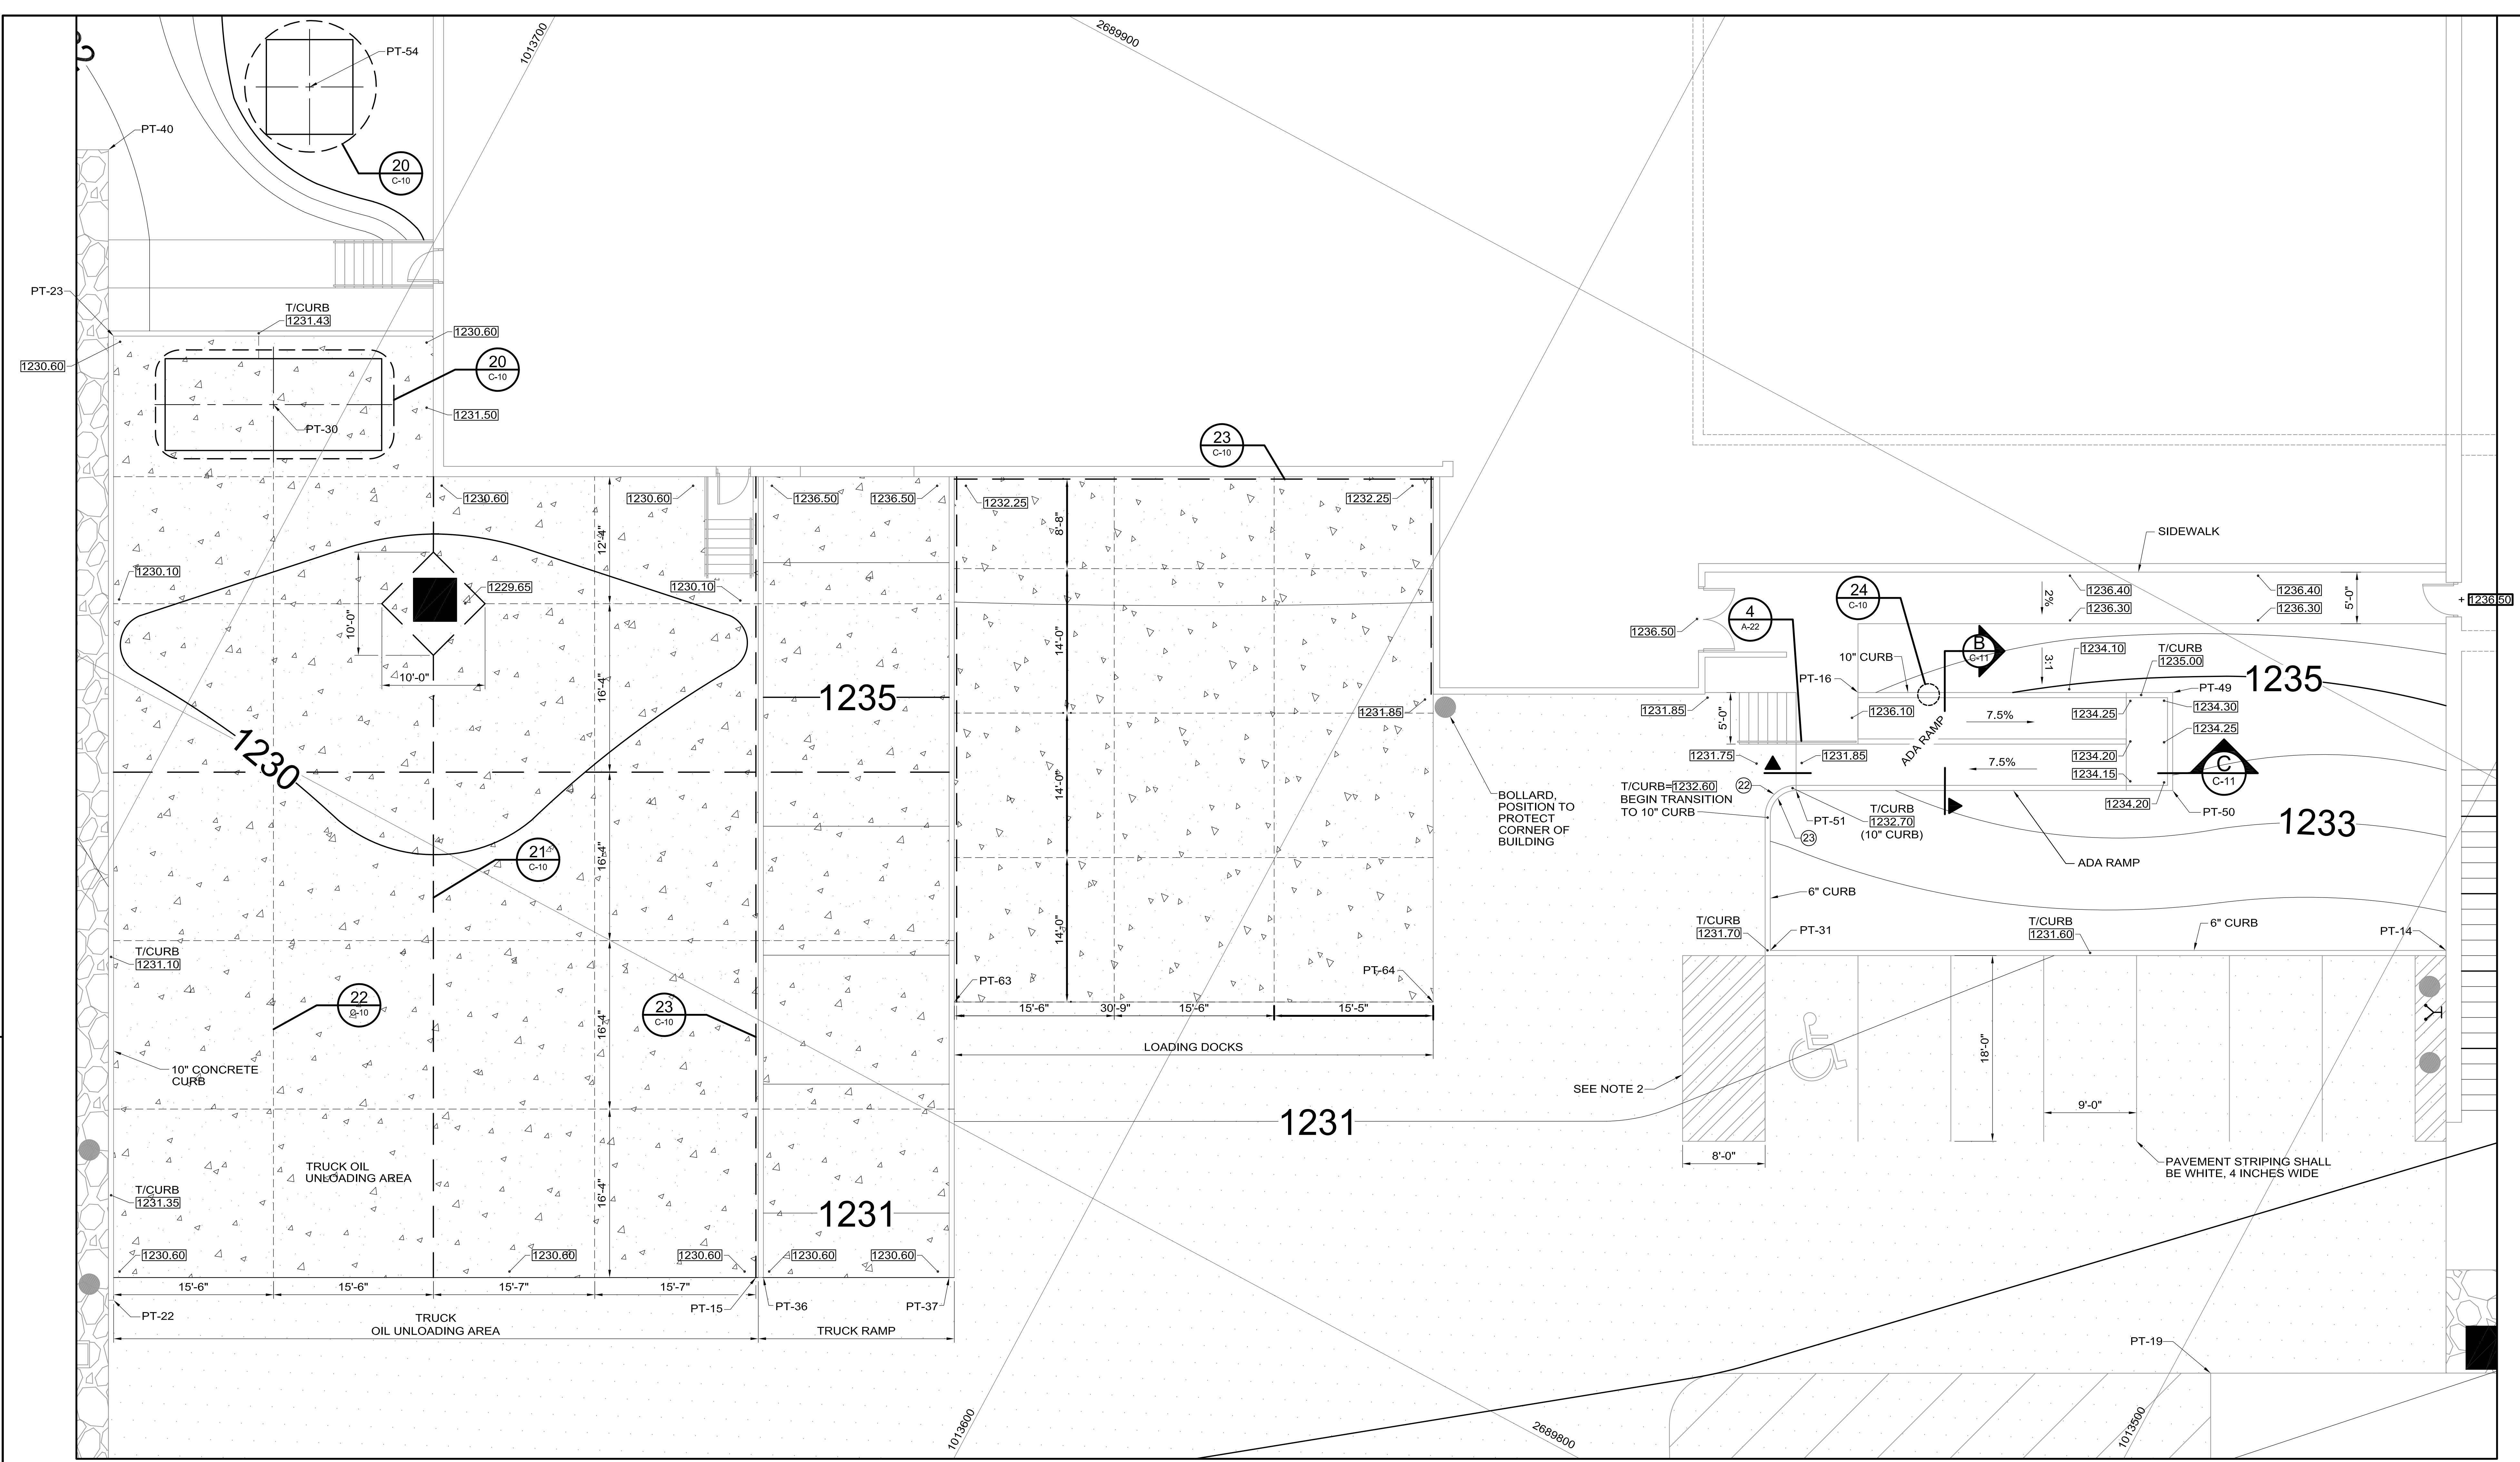 1013700
2689900
PT-54
PT-40
20
C-10
PT-23
T/CURB
1231.43
1230.60
1230.60
20
C-10
1231.50
PT-30
23
C-10
1230.60
1230.60
1236.50
1236.50
1232.25
1232.25
12'-4"
8'-8"
SIDEWALK
1230.10
1229.65
1230.10
10'-0"
10'-0"
24
C-10
4
A-22
2%
1236.40
1236.40
1236.30
1236.30
5'-0"
+ 1236.50
1236.50
14'-0"
16'-4"
10" CURB
B
C-11
3:1
1234.10
T/CURB
1235.00
PT-16
PT-49
1235
1235
1231.85
1231.85
5'-0"
1236.10
7.5%
1234.25
1234.30
1234.25
ADA RAMP
1230
1231.75
1231.85
1234.20
7.5%
1234.15
1234.20
C
C-11
14'-0"
BOLLARD,
POSITION TO
PROTECT
CORNER OF
BUILDING
T/CURB=1232.60
BEGIN TRANSITION
TO 10" CURB
22
23
PT-51
T/CURB
1232.70
(10" CURB)
PT-50
1233
21
C-10
16'-4"
ADA RAMP
6" CURB
14'-0"
T/CURB
1231.10
T/CURB
1231.70
PT-31
T/CURB
1231.60
6" CURB
PT-14
PT-63
PT-64
22
C-10
23
C-10
16'-4"
15'-6"
30'-9"
15'-6"
15'-5"
LOADING DOCKS
10" CONCRETE
CURB
18'-0"
SEE NOTE 2
9'-0"
1231
8'-0"
TRUCK OIL
UNLOADING AREA
PAVEMENT STRIPING SHALL
BE WHITE, 4 INCHES WIDE
T/CURB
1231.35
16'-4"
1231
1230.60
1230.60
1230.60
1230.60
1230.60
15'-6"
15'-6"
15'-7"
15'-7"
PT-22
PT-15
PT-36
PT-37
TRUCK
OIL UNLOADING AREA
TRUCK RAMP
PT-19
1013600
2689800
1013500